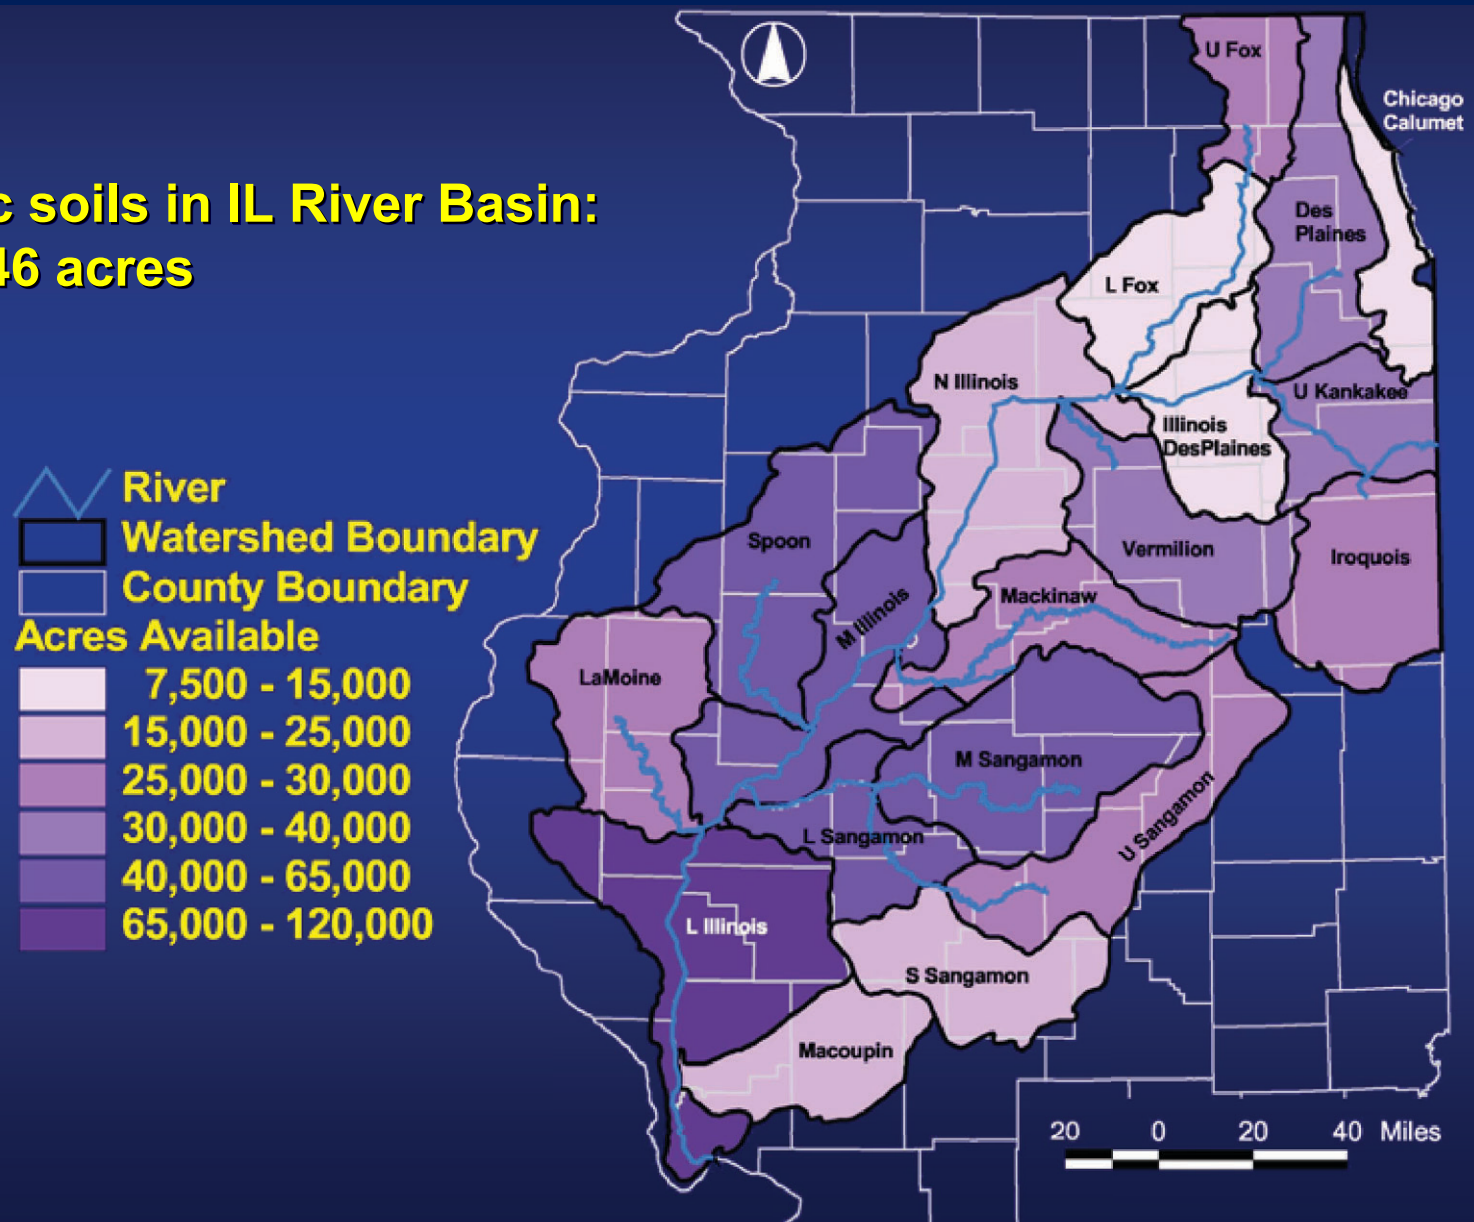 c soils in IL River Basin:
46 acres
U Fox
Chicago
Calumet
Des
Plaines
L Fox
N Illinois
U Kankakee
Illinois
DesPlaines
River
Watershed Boundary
County Boundary
Acres Available
7,500 - 15,000
15,000 - 25,000
25,000 - 30,000
30,000 - 40,000
40,000 - 65,000
65,000 - 120,000
Spoon
Vermilion
Iroquois
M Illinois
Mackinaw
LaMoine
M Sangamon
U Sangamon
L Sangamon
L Illinois
S Sangamon
Macoupin
20 0 20 40 Miles